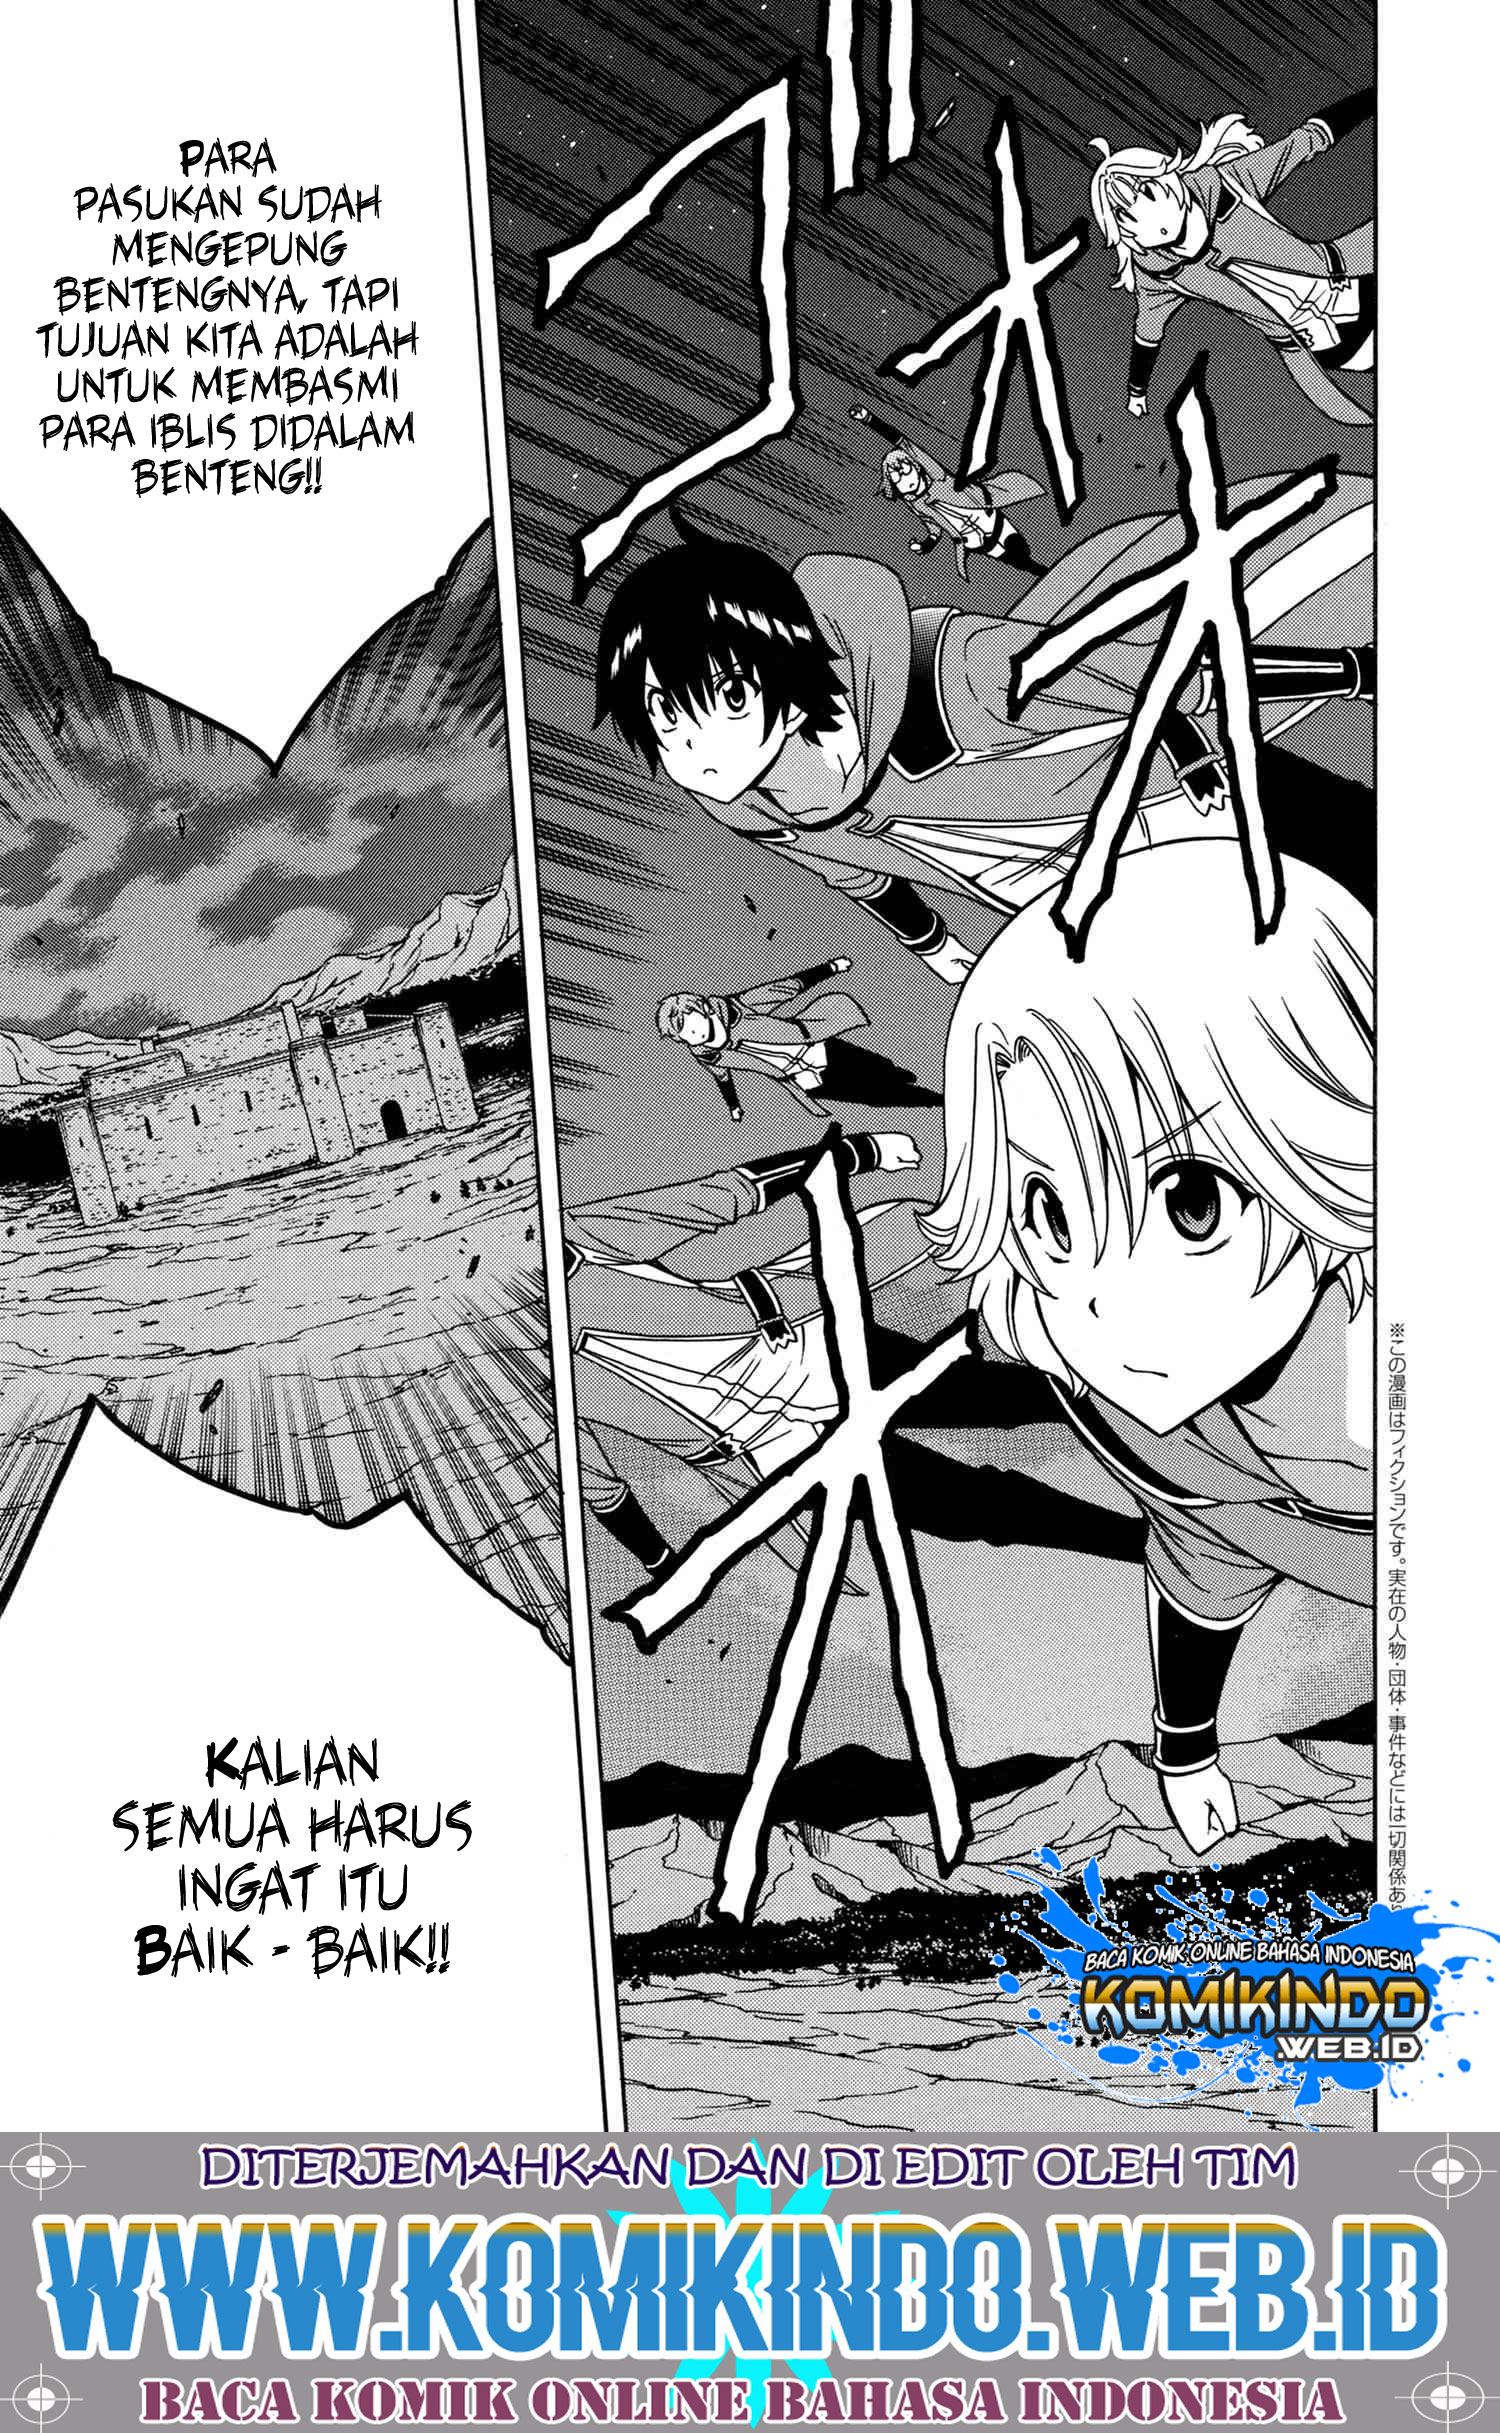 PARA
PASUKAN SUDAH
MENGEPUNG
BENTENGNYA, TAPI
TUJUAN KITA ADALAH
UNTUK MEMBASMI
PARA IBLIS DIDALAM
BENTENG!!
KALIAN
SEMUA HARUS
INGAT ITU
BAIK - BAIK!!
※この漫画はフィクションです。実在の人物・団体・事件などには一切関係あ
BACA KOMIK ONLINE BAHASA INDONESIA
KOMIKINDO
.WEB.ID
DITERJEMAHKAN DAN DI EDIT OLEH TIM
WWW.KOMIKINDO.WEB.ID
BACA KOMIK ONLINE BAHASA INDONESIA